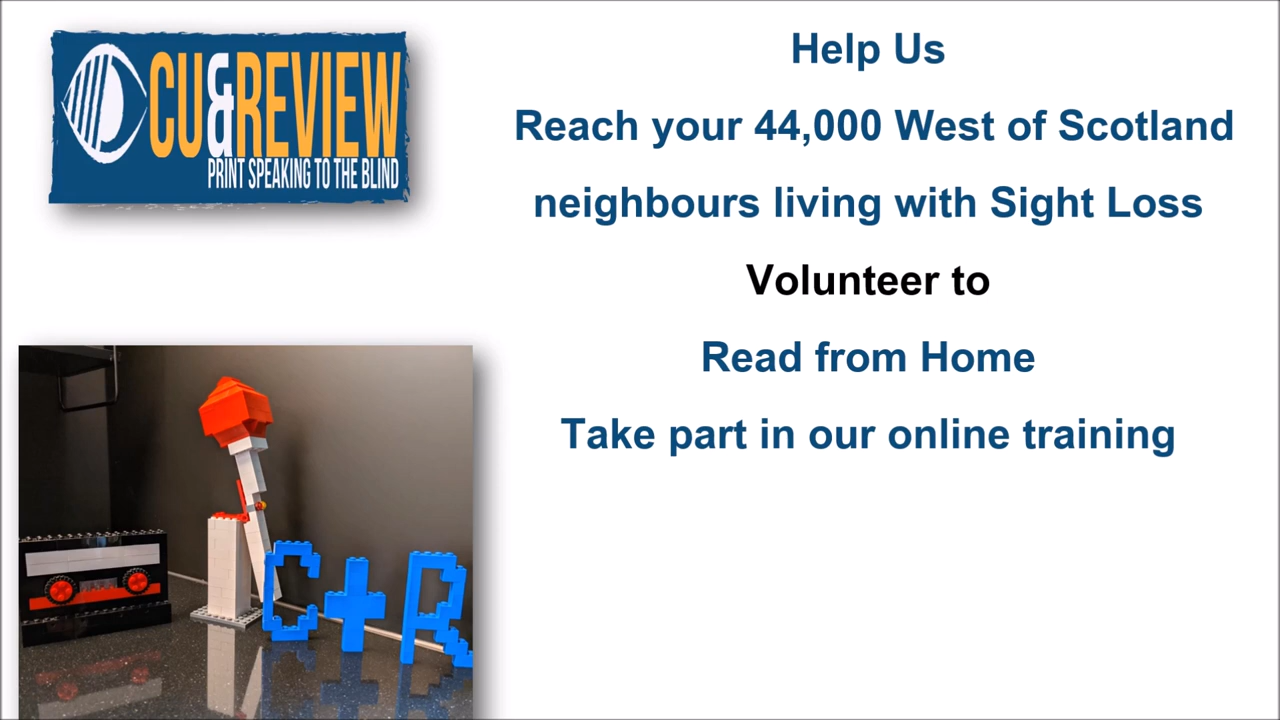 CU&REVIEW
PRINT SPEAKING TO THE BLIND
Help Us
Reach your 44,000 West of Scotland
neighbours living with Sight Loss
Volunteer to
Read from Home
Take part in our online training
C+R